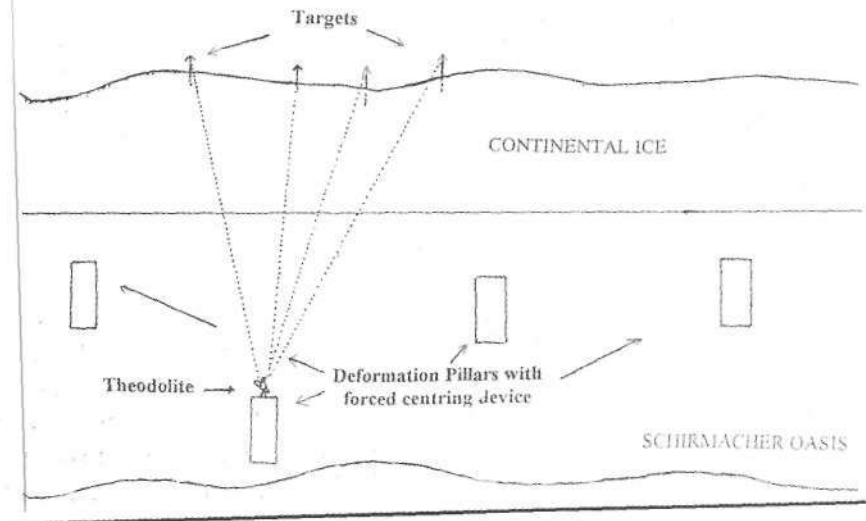 Targets
CONTINENTAL ICE
Deformation Pillars with
forced centring device
Theodolite
SCHIRMACHER OASIS